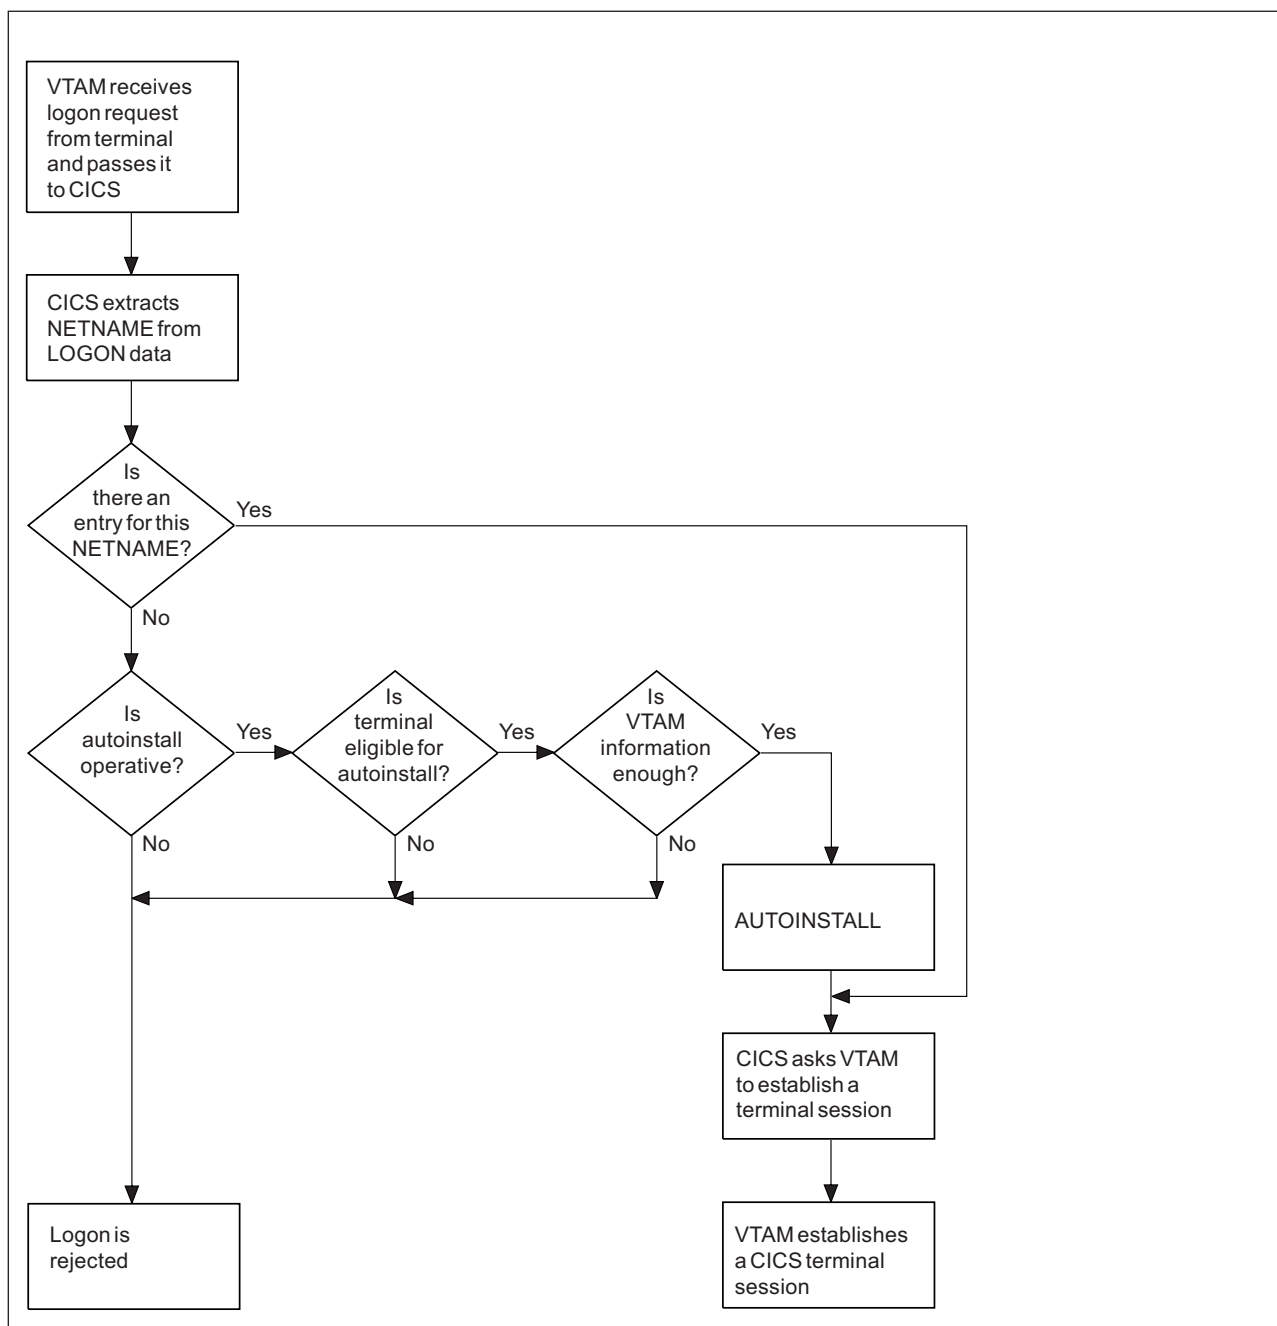 VTAM receives
logon request
from terminal
and passes it
to CICS
CICS extracts
NETNAME from
LOGON data
Is
there an
entry for this
NETNAME?
Yes
No
Is
autoinstall
operative?
Yes
No
Is
terminal
eligible for
autoinstall?
Yes
No
Is
VTAM
information
enough?
Yes
No
AUTOINSTALL
CICS asks VTAM
to establish a
terminal session
Logon is
rejected
VTAM establishes
a CICS terminal
session